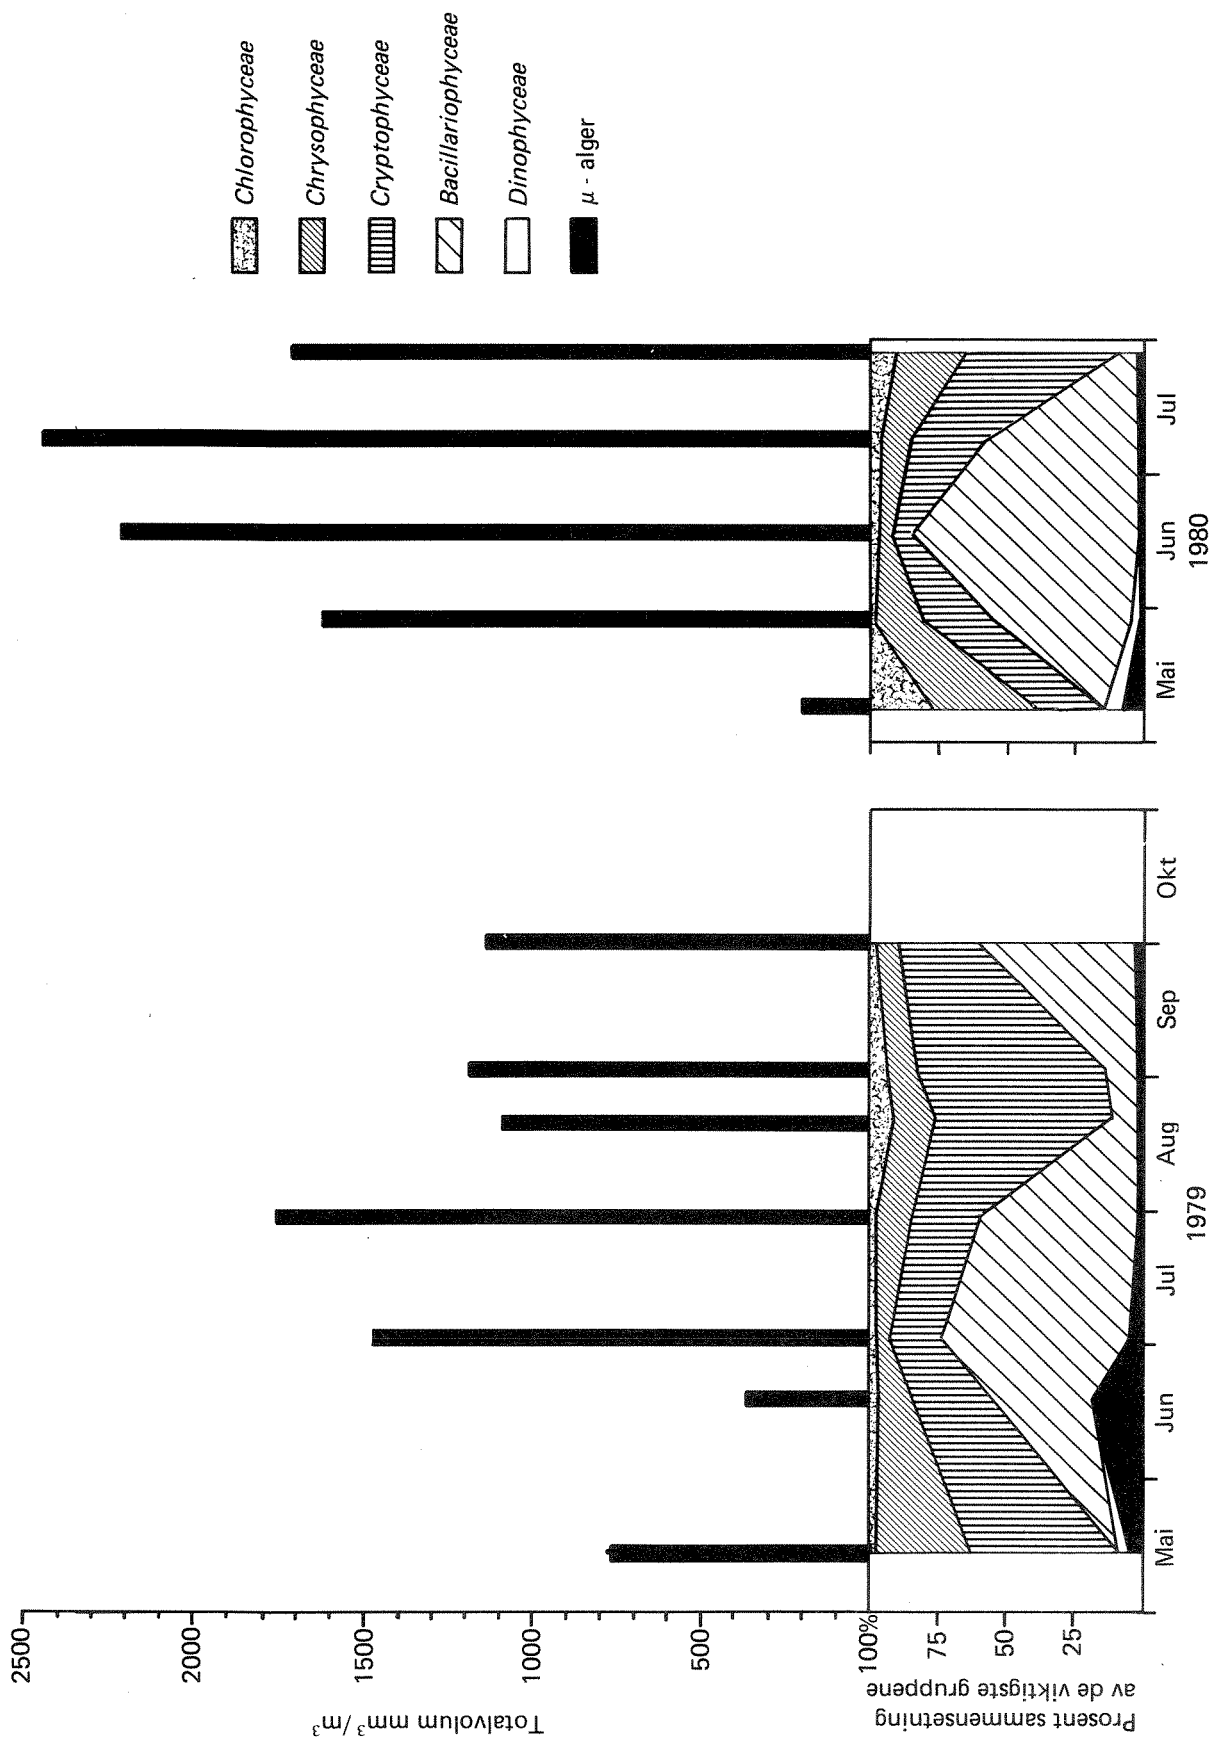 Totalvolum mm³/m³
2500
2000
1500
1000
500
Prosent sammensetning
av de viktigste gruppene
100%
75
50
25
Mai Jun Jul Aug Sep Okt
1979
Mai Jun Jul
1980
Chlorophyceae
Chrysophyceae
Cryptophyceae
Bacillariophyceae
Dinophyceae
μ - alger